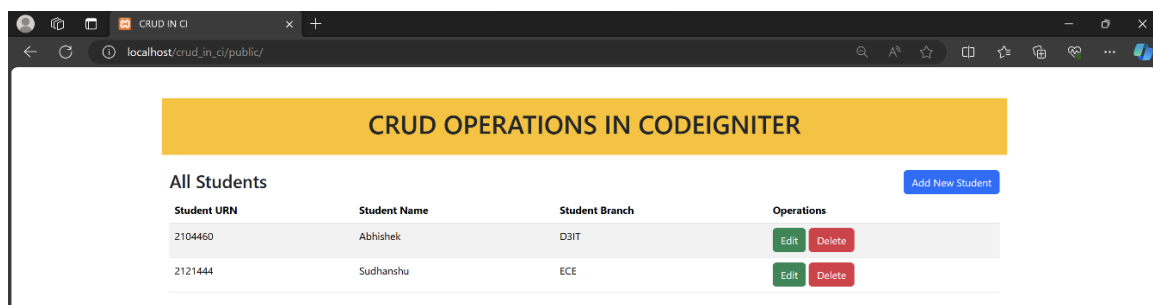 CRUD IN CI
localhost/crud_in_ci/public/
CRUD OPERATIONS IN CODEIGNITER
All Students
Add New Student
Student URN Student Name Student Branch Operations
2104460 Abhishek D3IT Edit Delete
2121444 Sudhanshu ECE Edit Delete